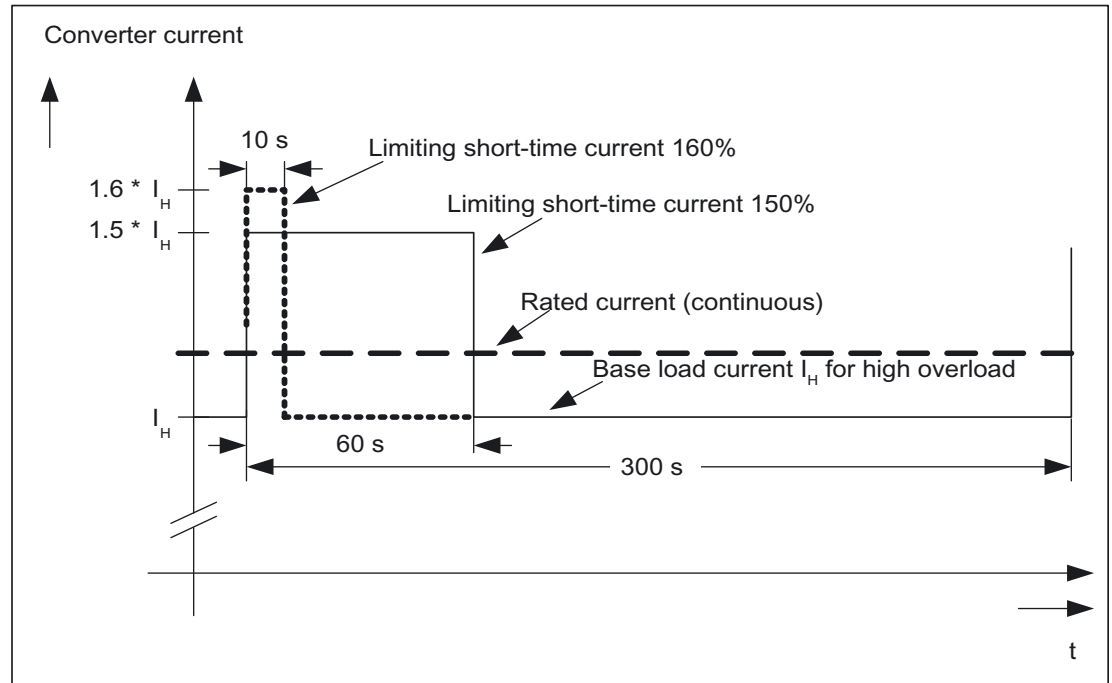 Converter current
10 s
Limiting short-time current 160%
1.6 * I_H
Limiting short-time current 150%
1.5 * I_H
Rated current (continuous)
Base load current I_H for high overload
I_H
60 s
300 s
t